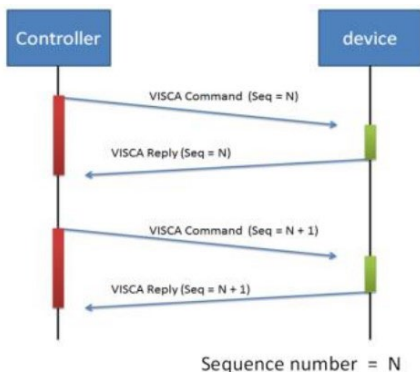 Controller
device
VISCA Command (Seq = N)
VISCA Reply (Seq = N)
VISCA Command (Seq = N + 1)
VISCA Reply (Seq = N + 1)
Sequence number = N